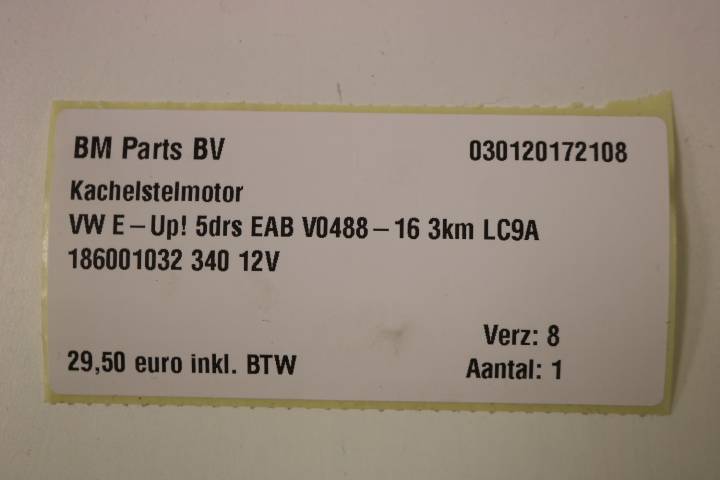 BM Parts BV 030120172108
Kachelstelmotor
VW E-Up! 5drs EAB V0488-16 3km LC9A
186001032 340 12V
Verz: 8
29,50 euro inkl. BTW Aantal: 1